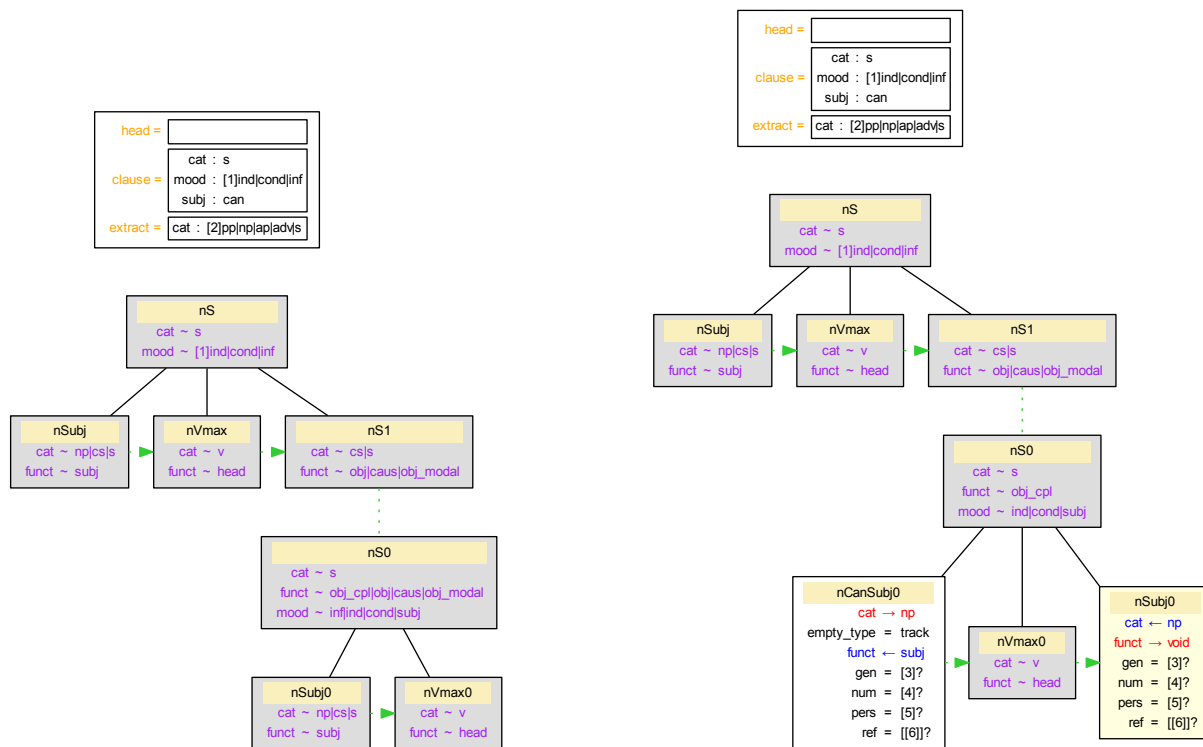 head =
clause =
cat : s
mood : [1]ind|cond|inf
subj : can
extract =
cat : [2]pp|np|ap|adv|s
nS
cat ~ s
mood ~ [1]ind|cond|inf
nSubj
cat ~ np|cs|s
funct ~ subj
nVmax
cat ~ v
funct ~ head
nS1
cat ~ cs|s
funct ~ obj|caus|obj_modal
nS0
cat ~ s
funct ~ obj_cpl|obj|caus|obj_modal
mood ~ inf|ind|cond|subj
nSubj0
cat ~ np|cs|s
funct ~ subj
nVmax0
cat ~ v
funct ~ head
head =
clause =
cat : s
mood : [1]ind|cond|inf
subj : can
extract =
cat : [2]pp|np|ap|adv|s
nS
cat ~ s
mood ~ [1]ind|cond|inf
nSubj
cat ~ np|cs|s
funct ~ subj
nVmax
cat ~ v
funct ~ head
nS1
cat ~ cs|s
funct ~ obj|caus|obj_modal
nS0
cat ~ s
funct ~ obj_cpl
mood ~ ind|cond|subj
nCanSubj0
cat → np
empty_type = track
funct ← subj
gen = [3]?
num = [4]?
pers = [5]?
ref = [[6]]?
nVmax0
cat ~ v
funct ~ head
nSubj0
cat ← np
funct → void
gen = [3]?
num = [4]?
pers = [5]?
ref = [[6]]?